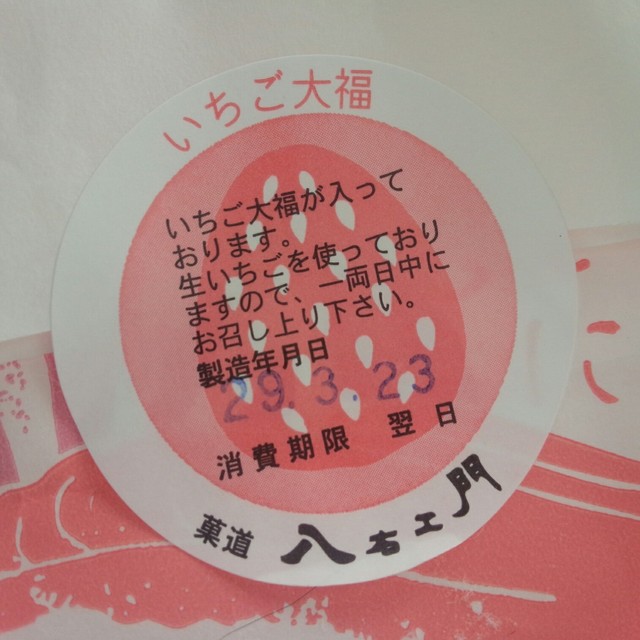 いちご大福
いちご大福が入って
おります。
生いちごを使っており
ますので、一両日中に
お召し上り下さい。
製造年月日
29.3.23
消費期限 翌日
菓道 八右エ門